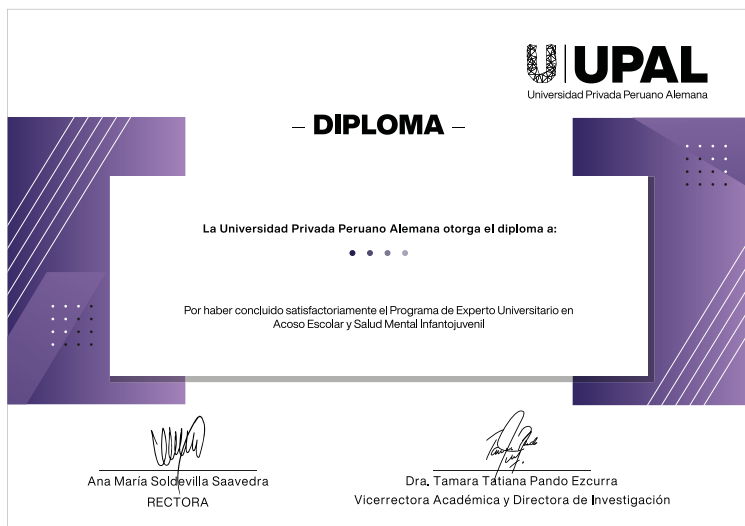 UPAL
Universidad Privada Peruano Alemana
– DIPLOMA –
La Universidad Privada Peruano Alemana otorga el diploma a:
Por haber concluido satisfactoriamente el Programa de Experto Universitario en
Acoso Escolar y Salud Mental Infantojuvenil
Ana María Soldevilla Saavedra
RECTORA
Dra. Tamara Tatiana Pando Ezcurra
Vicerrectora Académica y Directora de Investigación